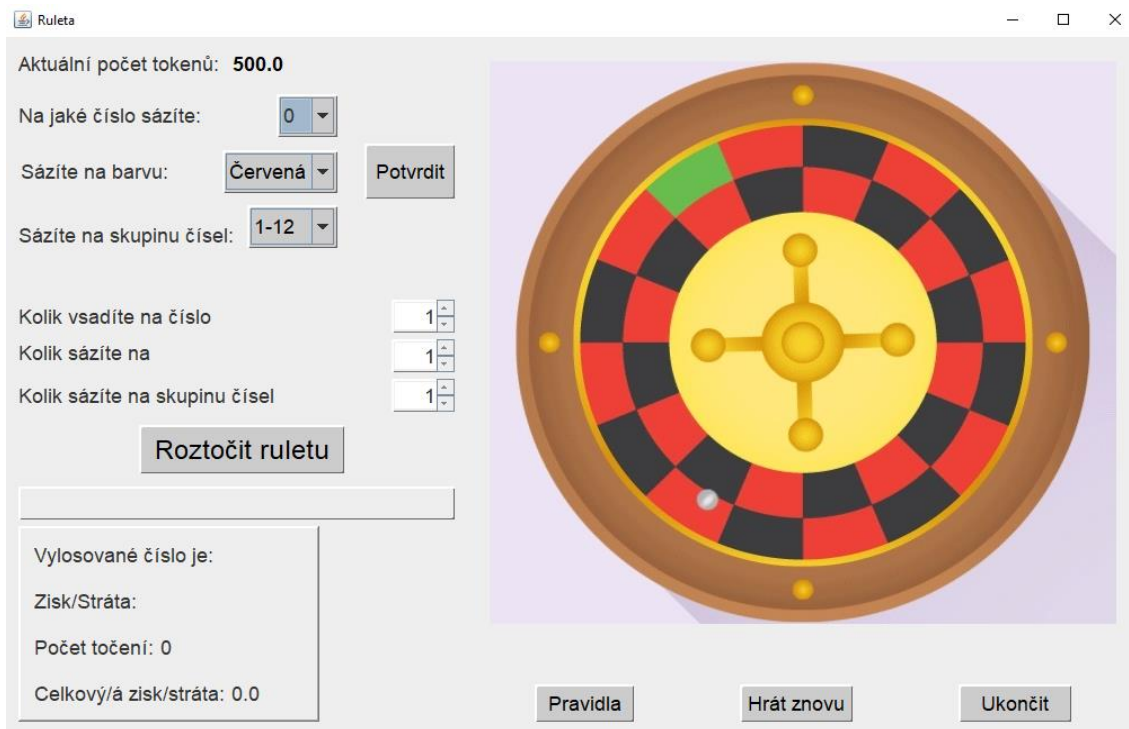 Ruleta
Aktuální počet tokenů: 500.0
Na jaké číslo sázíte: 0
Sázíte na barvu: Červená Potvrdit
Sázíte na skupinu čísel: 1-12
Kolik vsadíte na číslo 1
Kolik sázíte na 1
Kolik sázíte na skupinu čísel 1
Roztočit ruletu
Vylosované číslo je:
Zisk/Stráta:
Počet točení: 0
Celkový/á zisk/stráta: 0.0
Pravidla Hrát znovu Ukončit